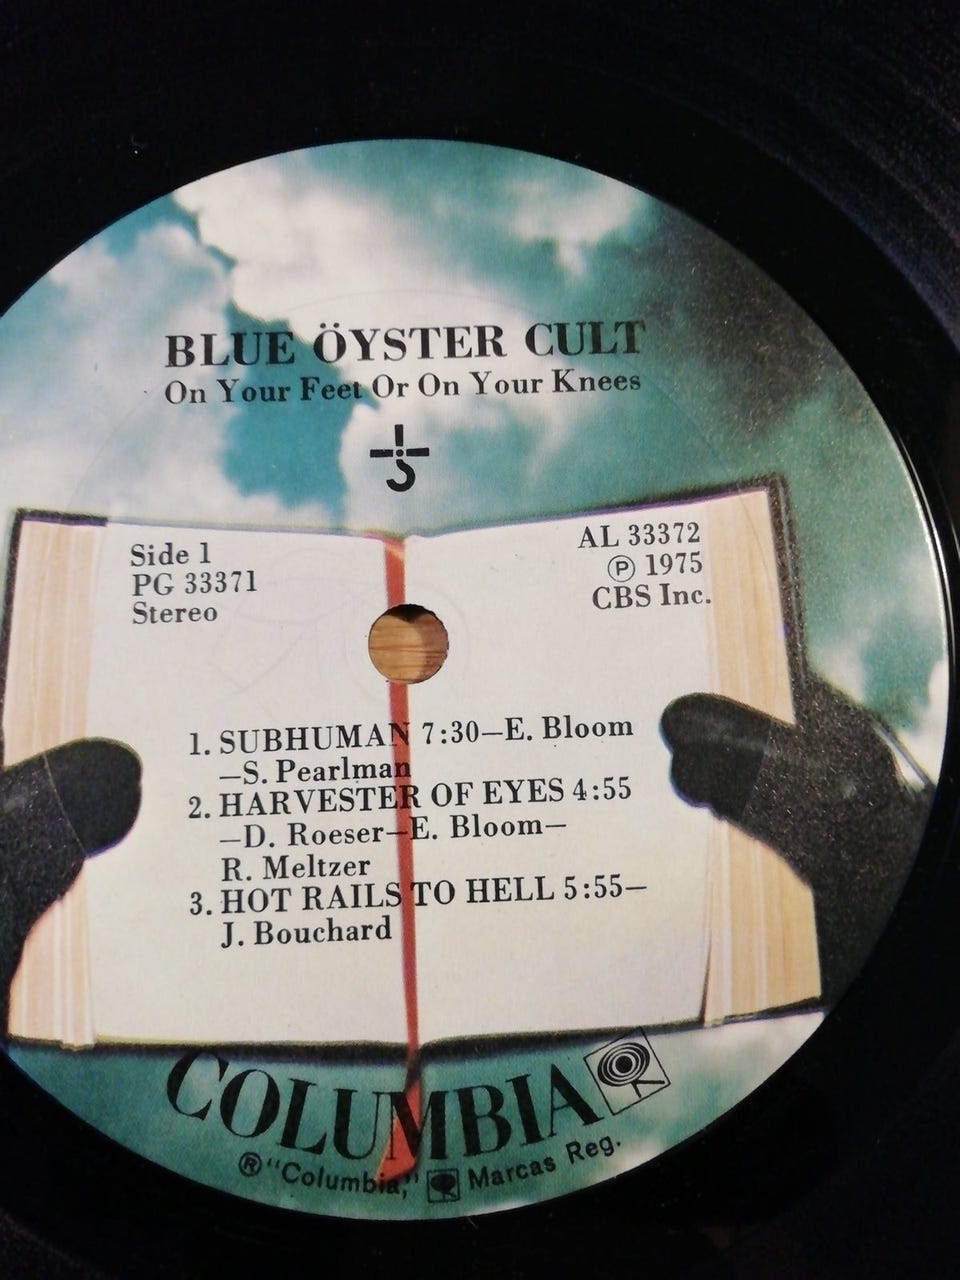 BLUE ÖYSTER CULT
On Your Feet Or On Your Knees
Side 1
PG 33371
Stereo
AL 33372
Ⓟ 1975
CBS Inc.
1. SUBHUMAN 7:30—E. Bloom
—S. Pearlman
2. HARVESTER OF EYES 4:55
—D. Roeser—E. Bloom—
R. Meltzer
3. HOT RAILS TO HELL 5:55—
J. Bouchard
COLUMBIA
®"Columbia," Marcas Reg.